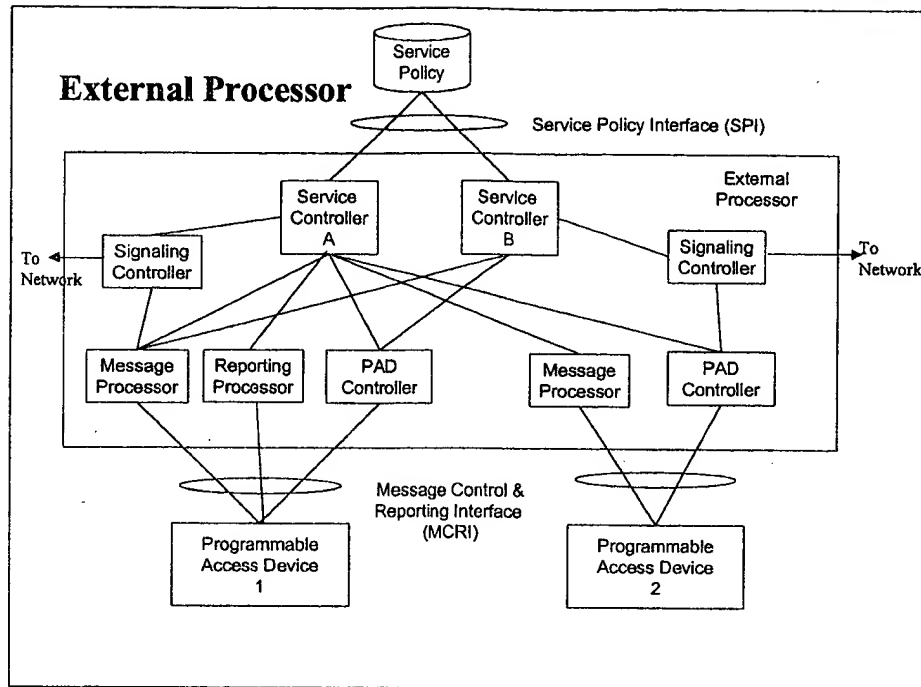 Service
Policy
External Processor
Service Policy Interface (SPI)
Service
Controller
A
Service
Controller
B
External
Processor
To
Network
Signaling
Controller
Signaling
Controller
To
Network
Message
Processor
Reporting
Processor
PAD
Controller
Message
Processor
PAD
Controller
Message Control &
Reporting Interface
(MCRI)
Programmable
Access Device
1
Programmable
Access Device
2